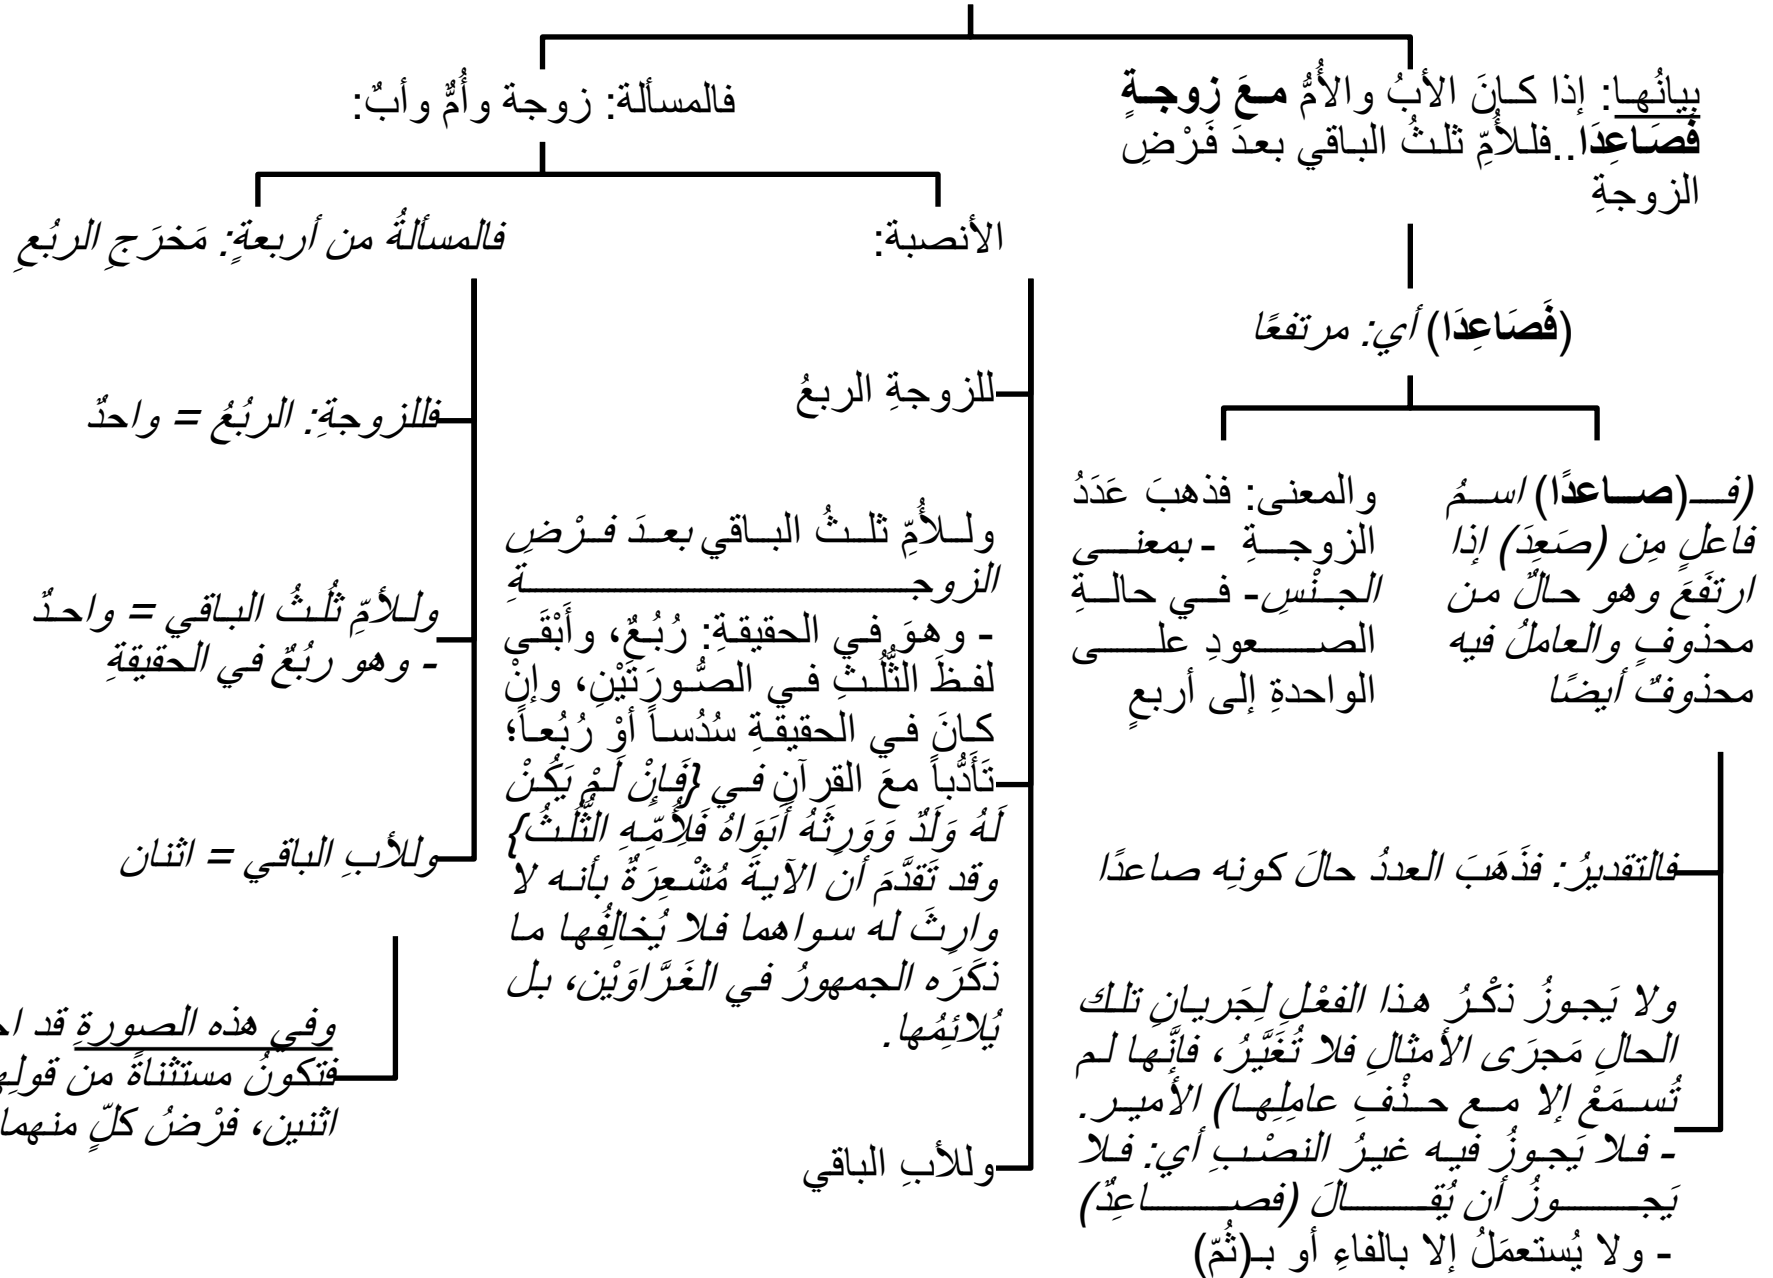 بيانُها: إذا كانَ الأبُ والأمُّ معَ زوجةٍ
فَصَاعِدَا..فللأمِّ ثلثُ الباقي بعدَ فَرْضِ
الزوجةِ
(فَصَاعِدَا) أي: مرتفعًا
(فـ(صاعدًا) اسمُ
فاعلٍ مِن (صَعِدَ) إذا
ارتفَعَ وهو حالٌ من
محذوفٍ والعاملُ فيه
محذوفٌ أيضًا
فالتقديرُ: فذَهَبَ العددُ حالَ كونِه صاعدًا
ولا يَجوزُ ذكْرُ هذا الفعْلِ لِجَريانِ تلك
الحالِ مَجرَى الأمثالِ فلا تُغَيَّرُ، فإنَّها لم
تُسمَعْ إلا مع حذْفِ عامِلِها) الأمير.
- فلا يَجوزُ فيه غيرُ النصْبِ أي: فلا
يَجوزُ أن يُقالَ (فصاعِدٌ)
- ولا يُستعمَلُ إلا بالفاءِ أو بـ(ثُمّ)
والمعنى: فذهبَ عَدَدُ
الزوجةِ - بمعنى
الجنْسِ- في حالةِ
الصعودِ على
الواحدةِ إلى أربعٍ
فالمسألة: زوجة وأُمٌّ وأبٌ:
الأنصبة:
للزوجةِ الربعُ
وللأُمِّ ثلثُ الباقي بعدَ فرْضِ
الزوجةِ
- وهوَ في الحقيقةِ: رُبُعٌ، وأَبْقَى
لفظَ الثُّلُثِ في الصُّورَتَيْنِ، وإنْ
كانَ في الحقيقةِ سُدُساً أوْ رُبُعاً؛
تَأَدُّباً معَ القرآنِ في {فَإِنْ لَمْ يَكُنْ
لَهُ وَلَدٌ وَوَرِثَهُ أَبَوَاهُ فَلِأُمِّهِ الثُّلُثُ}
وقد تَقدَّمَ أن الآيةَ مُشْعِرَةٌ بأنه لا
وارِثَ له سواهما فلا يُخالِفُها ما
ذكَرَه الجمهورُ في الغَرَّاوَيْن، بل
يُلائِمُها.
وللأبِ الباقي
فالمسألةُ من أربعةٍ: مَخرَجِ الربُعِ
فللزوجةِ: الربُعُ = واحدٌ
وللأمّ ثلُثُ الباقي = واحدٌ
- وهو ربُعٌ في الحقيقةِ
وللأبِ الباقي = اثنان
وفي هذه الصورةِ قد
فتكونُ مستثناةً من
اثنين، فرْضُ كلٍّ منهما